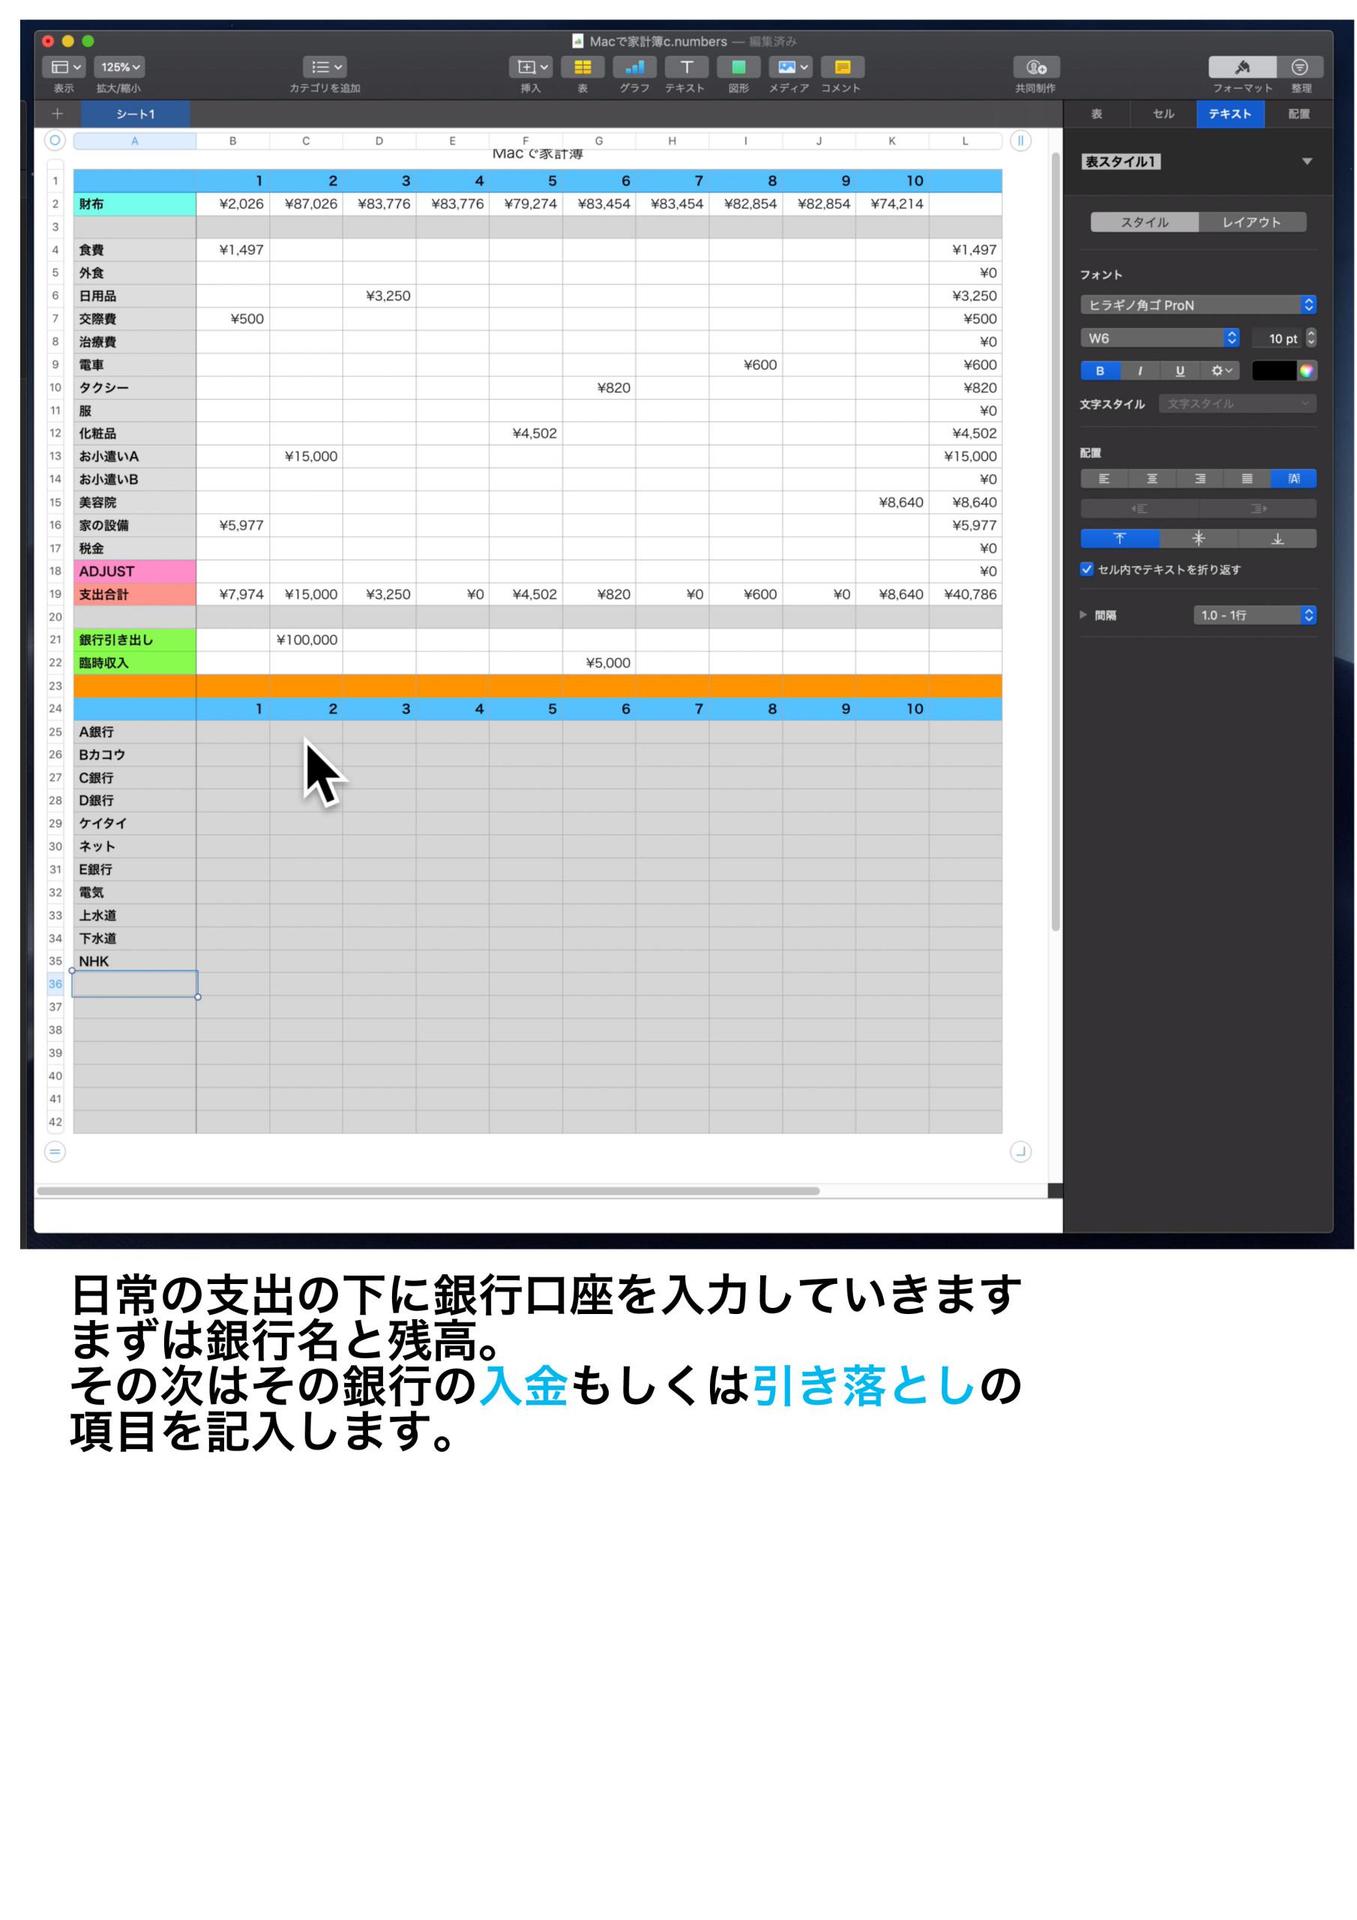 Macで家計簿c.numbers — 編集済み
125%
表示 拡大/縮小 カテゴリを追加 挿入 表 グラフ テキスト 図形 メディア コメント 共同制作 フォーマット 整理
シート1 表 セル テキスト 配置
A B C D E F G H I J K L
Macで家計簿
1 1 2 3 4 5 6 7 8 9 10
2 財布 ¥2,026 ¥87,026 ¥83,776 ¥83,776 ¥79,274 ¥83,454 ¥83,454 ¥82,854 ¥82,854 ¥74,214
3
4 食費 ¥1,497 ¥1,497
5 外食 ¥0
6 日用品 ¥3,250 ¥3,250
7 交際費 ¥500 ¥500
8 治療費 ¥0
9 電車 ¥600 ¥600
10 タクシー ¥820 ¥820
11 服 ¥0
12 化粧品 ¥4,502 ¥4,502
13 お小遣いA ¥15,000 ¥15,000
14 お小遣いB ¥0
15 美容院 ¥8,640 ¥8,640
16 家の設備 ¥5,977 ¥5,977
17 税金 ¥0
18 ADJUST ¥0
19 支出合計 ¥7,974 ¥15,000 ¥3,250 ¥0 ¥4,502 ¥820 ¥0 ¥600 ¥0 ¥8,640 ¥40,786
20
21 銀行引き出し ¥100,000
22 臨時収入 ¥5,000
23
24 1 2 3 4 5 6 7 8 9 10
25 A銀行
26 Bカコウ
27 C銀行
28 D銀行
29 ケイタイ
30 ネット
31 E銀行
32 電気
33 上水道
34 下水道
35 NHK
36
37
38
39
40
41
42
表スタイル1
スタイル レイアウト
フォント
ヒラギノ角ゴ ProN
W6 10 pt
B I U
文字スタイル 文字スタイル
配置
セル内でテキストを折り返す
間隔 1.0 - 1行
日常の支出の下に銀行口座を入力していきます
まずは銀行名と残高。
その次はその銀行の入金もしくは引き落としの
項目を記入します。